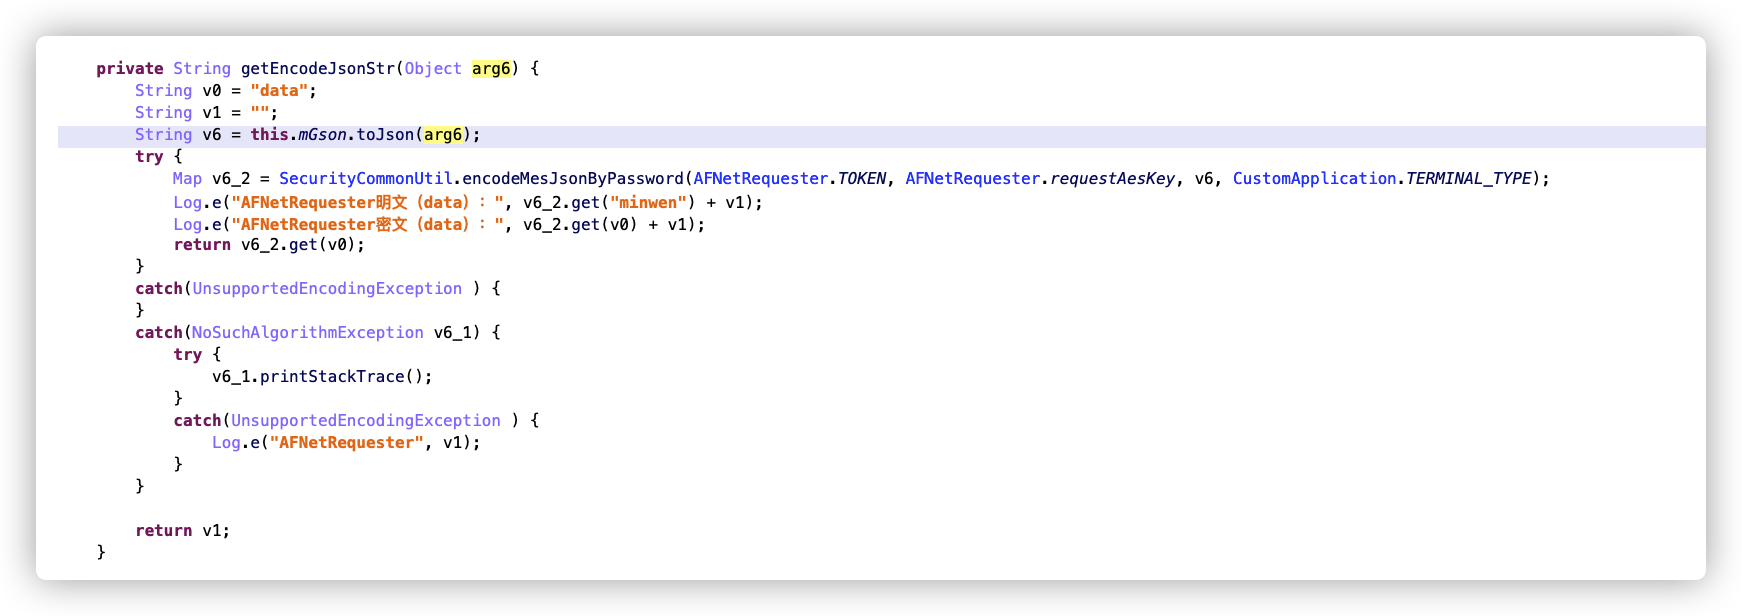 private String getEncodeJsonStr(Object arg6) {
    String v0 = "data";
    String v1 = "";
    String v6 = this.mGson.toJson(arg6);
    try {
        Map v6_2 = SecurityCommonUtil.encodeMesJsonByPassword(AFNetRequester.TOKEN, AFNetRequester.requestAesKey, v6, CustomApplication.TERMINAL_TYPE);
        Log.e("AFNetRequester明文（data）：", v6_2.get("minwen") + v1);
        Log.e("AFNetRequester密文（data）：", v6_2.get(v0) + v1);
        return v6_2.get(v0);
    }
    catch(UnsupportedEncodingException ) {
    }
    catch(NoSuchAlgorithmException v6_1) {
        try {
            v6_1.printStackTrace();
        }
        catch(UnsupportedEncodingException ) {
            Log.e("AFNetRequester", v1);
        }
    }

    return v1;
}